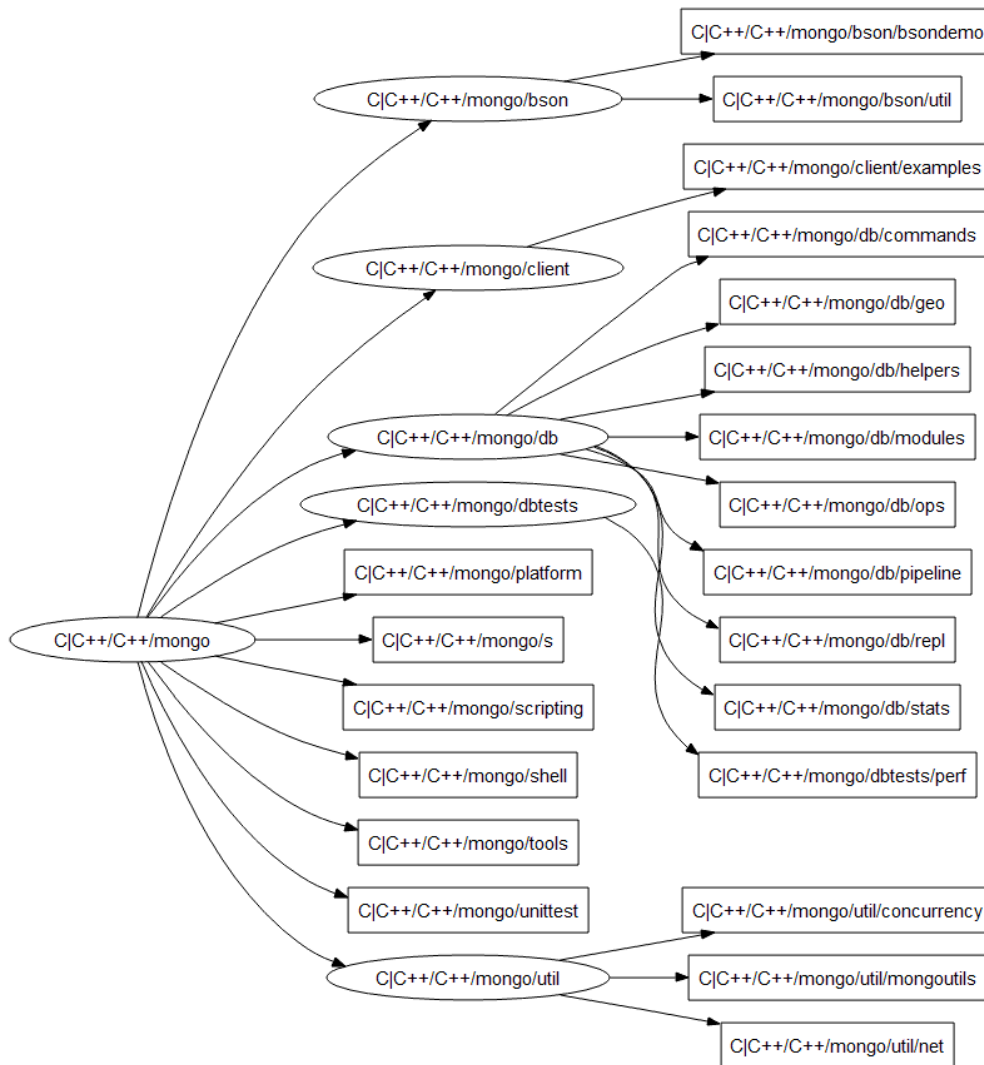 C|C++/C++/mongo/bson/bsondemo
C|C++/C++/mongo/bson
C|C++/C++/mongo/bson/util
C|C++/C++/mongo/client/examples
C|C++/C++/mongo/db/commands
C|C++/C++/mongo/client
C|C++/C++/mongo/db/geo
C|C++/C++/mongo/db/helpers
C|C++/C++/mongo/db
C|C++/C++/mongo/db/modules
C|C++/C++/mongo/dbtests
C|C++/C++/mongo/db/ops
C|C++/C++/mongo/platform
C|C++/C++/mongo/db/pipeline
C|C++/C++/mongo
C|C++/C++/mongo/s
C|C++/C++/mongo/db/repl
C|C++/C++/mongo/scripting
C|C++/C++/mongo/db/stats
C|C++/C++/mongo/shell
C|C++/C++/mongo/dbtests/perf
C|C++/C++/mongo/tools
C|C++/C++/mongo/unittest
C|C++/C++/mongo/util/concurrency
C|C++/C++/mongo/util
C|C++/C++/mongo/util/mongoutils
C|C++/C++/mongo/util/net